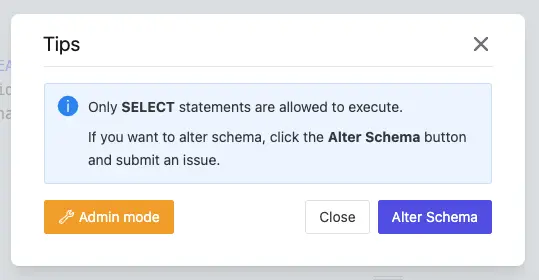 Tips
Only SELECT statements are allowed to execute.
If you want to alter schema, click the Alter Schema button
and submit an issue.
Admin mode
Close
Alter Schema